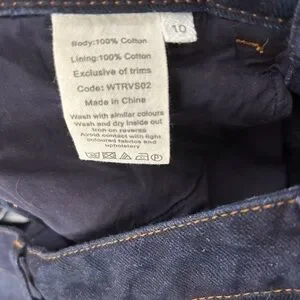 10
Body:100% Cotton
Lining:100% Cotton
Exclusive of trims
Code: WTRVS02
Made in China
Wash with similar colours
Wash and dry inside out
Iron on reverse
Avoid contact with light
coloured fabrics and
upholstery